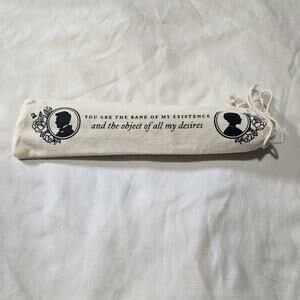 YOU ARE THE BANE OF MY EXISTENCE
and the object of all my desires